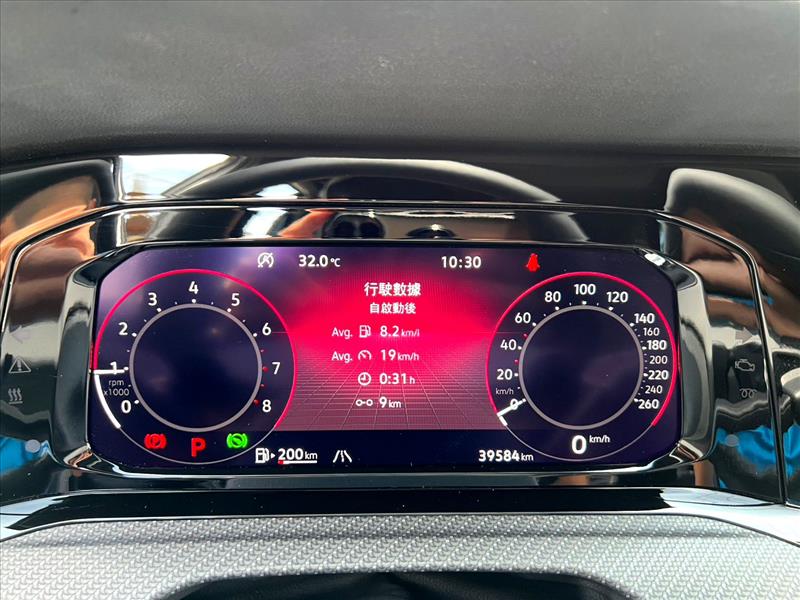 32.0°C
10:30
行駛數據
自啟動後
Avg. 8.2 km/l
Avg. 19 km/h
0:31 h
9 km
0 1 2 3 4 5 6 7 8
rpm
x1000
0 20 40 60 80 100 120 140 160 180 200 220 240 260
km/h
0 km/h
(P) P (A)
200 km
39584 km